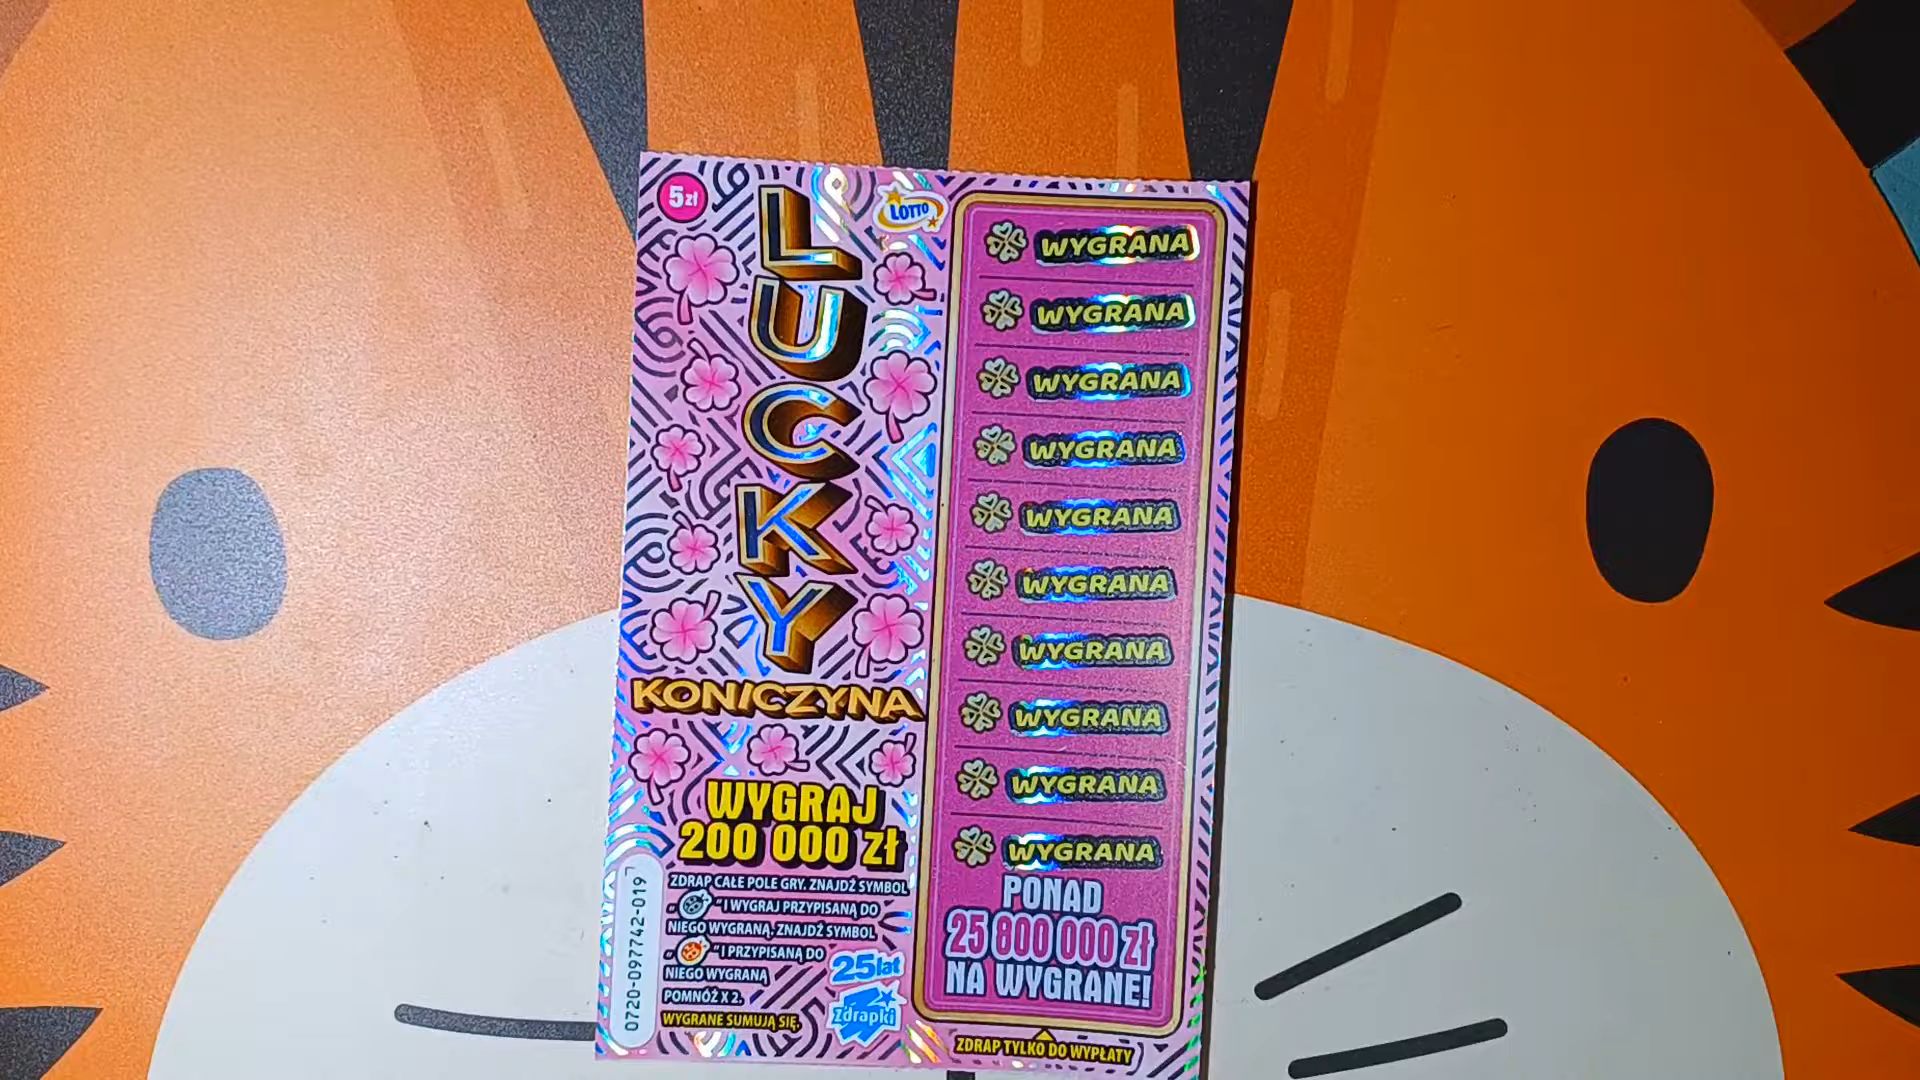 5zł
LOTTO
LUCKY
KONICZYNA
WYGRAJ
200 000 zł
ZDRAP CAŁE POLE GRY. ZNAJDŹ SYMBOL
„ " I WYGRAJ PRZYPISANĄ DO
NIEGO WYGRANĄ. ZNAJDŹ SYMBOL
„ " I PRZYPISANĄ DO
NIEGO WYGRANĄ
POMNÓŻ X 2.
WYGRANE SUMUJĄ SIĘ.
25 lat
Zdrapki
0720-097742-019
WYGRANA
WYGRANA
WYGRANA
WYGRANA
WYGRANA
WYGRANA
WYGRANA
WYGRANA
WYGRANA
WYGRANA
PONAD
25 800 000 zł
NA WYGRANE!
ZDRAP TYLKO DO WYPŁATY